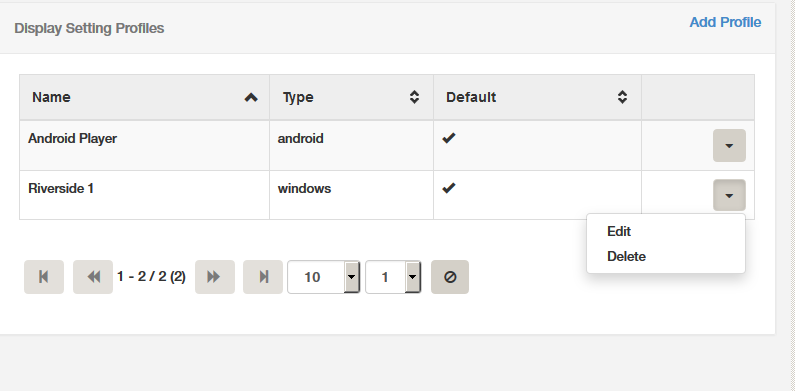 Display Setting Profiles
Add Profile
Name Type Default
Android Player android
Riverside 1 windows
Edit
Delete
1 - 2 / 2 (2) 10 1